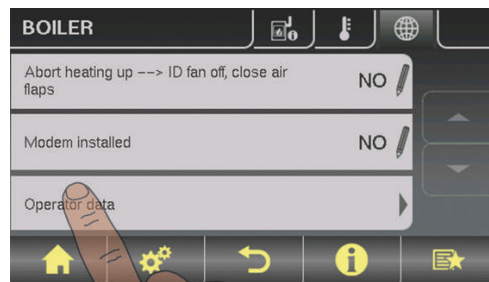 BOILER
Abort heating up --> ID fan off, close air
flaps
NO
Modem installed
NO
Operator data